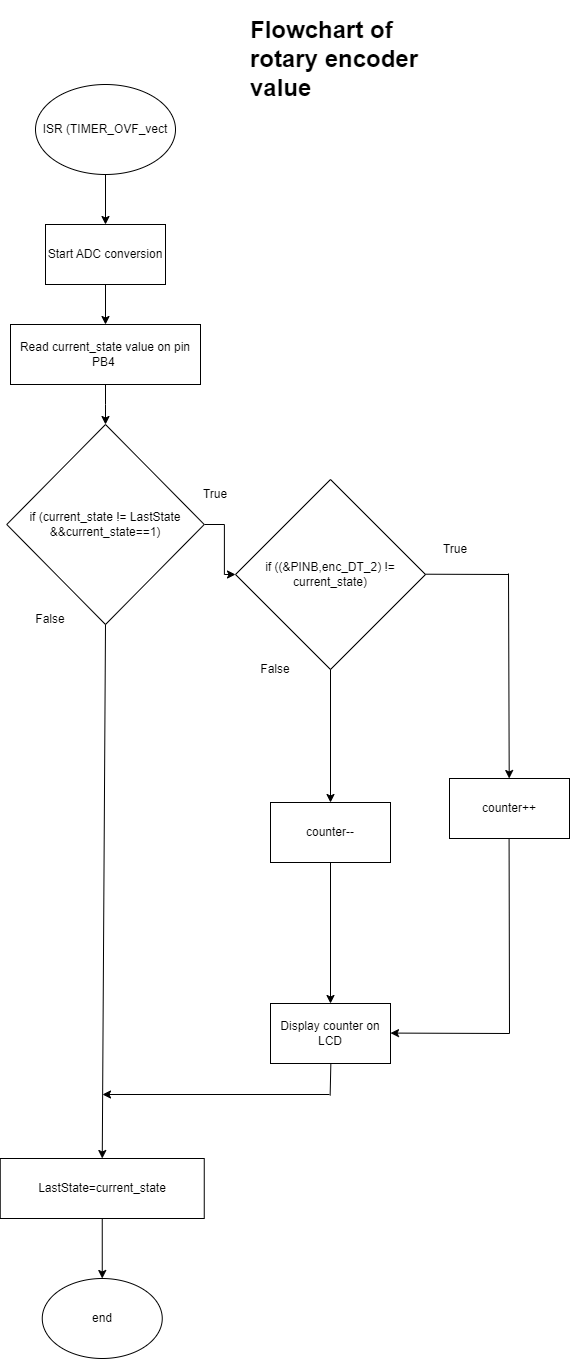 Flowchart of
rotary encoder
value
ISR (TIMER_OVF_vect
Start ADC conversion
Read current_state value on pin
PB4
if (current_state != LastState
&&current_state==1)
True
False
if ((&PINB,enc_DT_2) !=
current_state)
True
False
counter--
counter++
Display counter on
LCD
LastState=current_state
end